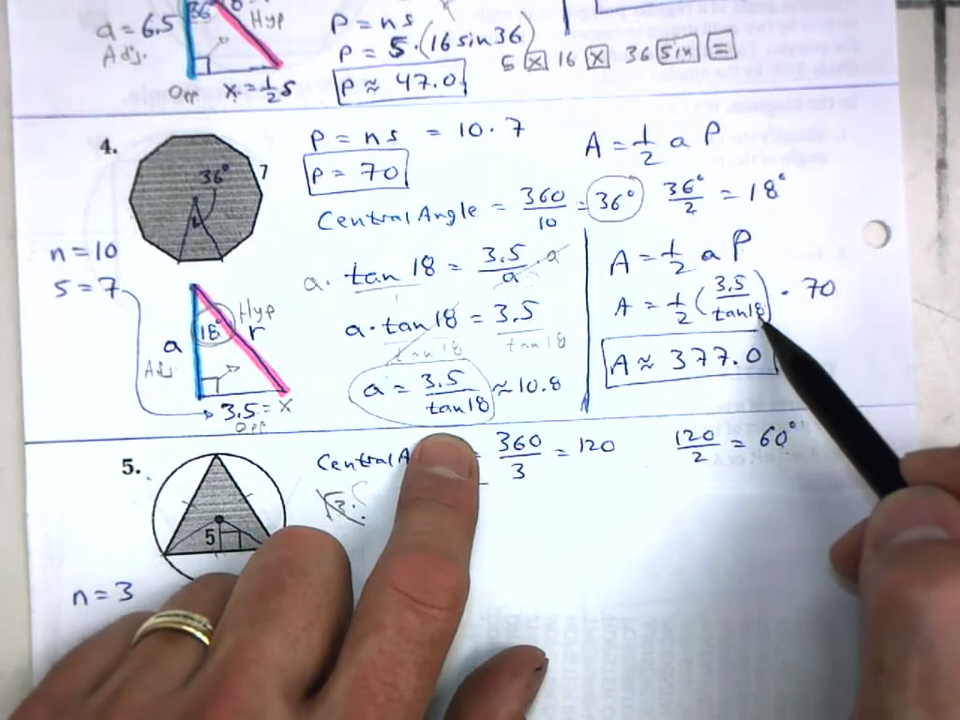 a = 6.5 36° Hyp
Adj.
Opp x = 1/2 s
P = ns
P = 5 · (16 sin 36)
P ≈ 47.0
5 [x] 16 [x] 36 [sin] [=]
4.
36°
7
n = 10
s = 7
P = ns = 10 · 7
P = 70
A = 1/2 a P
Central Angle = 360/10 = 36° 36°/2 = 18°
a · tan 18 = 3.5/a · a
a · tan 18 = 3.5
tan 18 tan 18
a = 3.5/tan 18 ≈ 10.8
A = 1/2 a P
A = 1/2 (3.5/tan 18) · 70
A ≈ 377.0
Hyp
18° r
a
Adj
3.5 = x
Opp
5.
5
n = 3
Central A = 360/3 = 120 120/2 = 60°